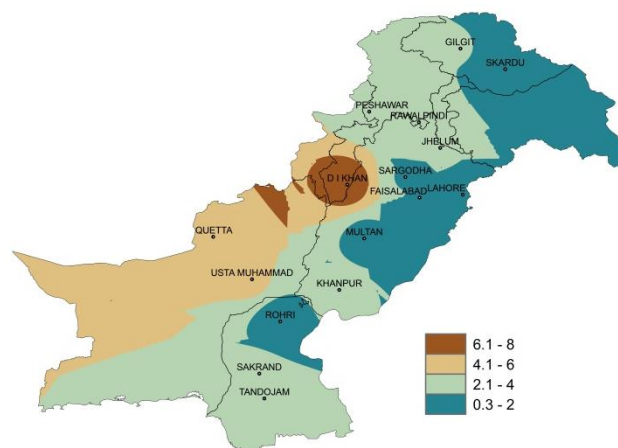 GILGIT
SKARDU
PESHAWAR
RAWALPINDI
JHELUM
D I KHAN
SARGODHA
FAISALABAD
LAHORE
QUETTA
MULTAN
USTA MUHAMMAD
KHANPUR
ROHRI
SAKRAND
TANDOJAM
6.1 - 8
4.1 - 6
2.1 - 4
0.3 - 2